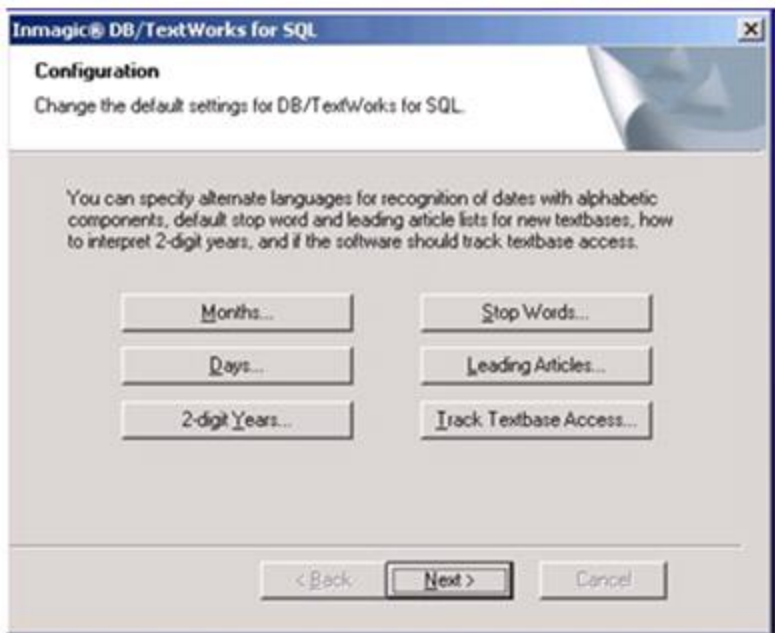 Inmagic® DB/TextWorks for SQL
Configuration
Change the default settings for DB/TextWorks for SQL.
You can specify alternate languages for recognition of dates with alphabetic
components, default stop word and leading article lists for new textbases, how
to interpret 2-digit years, and if the software should track textbase access.
Months... Stop Words...
Days... Leading Articles...
2-digit Years... Track Textbase Access...
< Back Next > Cancel